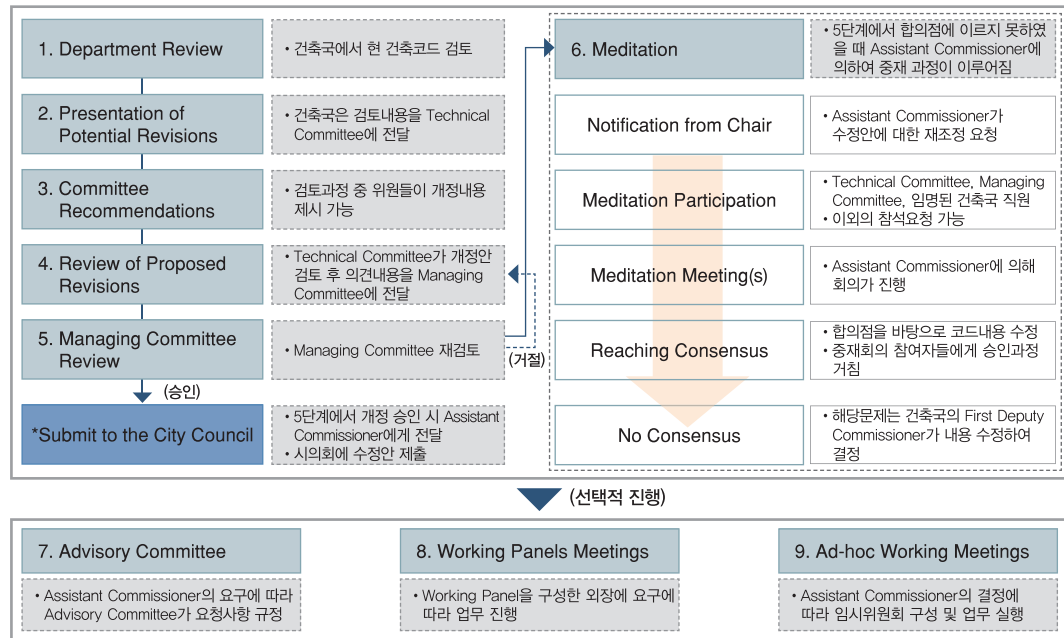 1. Department Review
• 건축국에서 현 건축코드 검토
2. Presentation of
Potential Revisions
• 건축국은 검토내용을 Technical
Committee에 전달
3. Committee
Recommendations
• 검토과정 중 위원들이 개정내용
제시 가능
4. Review of Proposed
Revisions
• Technical Committee가 개정안
검토 후 의견내용을 Managing
Committee에 전달
5. Managing Committee
Review
• Managing Committee 재검토
(거절)
(승인)
*Submit to the City Council
• 5단계에서 개정 승인 시 Assistant
Commissioner에게 전달
• 시의회에 수정안 제출
6. Meditation
• 5단계에서 합의점에 이르지 못하였
을 때 Assistant Commissioner에
의하여 중재 과정이 이루어짐
Notification from Chair
• Assistant Commissioner가
수정안에 대한 재조정 요청
Meditation Participation
• Technical Committee, Managing
Committee, 임명된 건축국 직원
• 이외의 참석요청 가능
Meditation Meeting(s)
• Assistant Commissioner에 의해
회의가 진행
Reaching Consensus
• 합의점을 바탕으로 코드내용 수정
• 중재회의 참여자들에게 승인과정
거침
No Consensus
• 해당문제는 건축국의 First Deputy
Commissioner가 내용 수정하여
결정
(선택적 진행)
7. Advisory Committee
• Assistant Commissioner의 요구에 따라
Advisory Committee가 요청사항 규정
8. Working Panels Meetings
• Working Panel을 구성한 외장에 요구에
따라 업무 진행
9. Ad-hoc Working Meetings
• Assistant Commissioner의 결정에
따라 임시위원회 구성 및 업무 실행